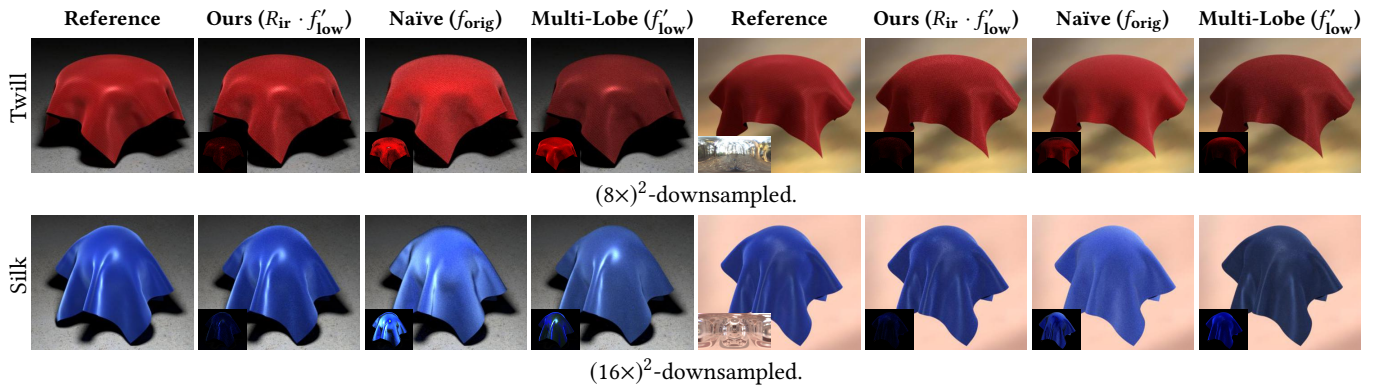 Reference Ours (R_ir · f′_low) Naïve (f_orig) Multi-Lobe (f′_low) Reference Ours (R_ir · f′_low) Naïve (f_orig) Multi-Lobe (f′_low)
Twill
(8×)²-downsampled.
Silk
(16×)²-downsampled.